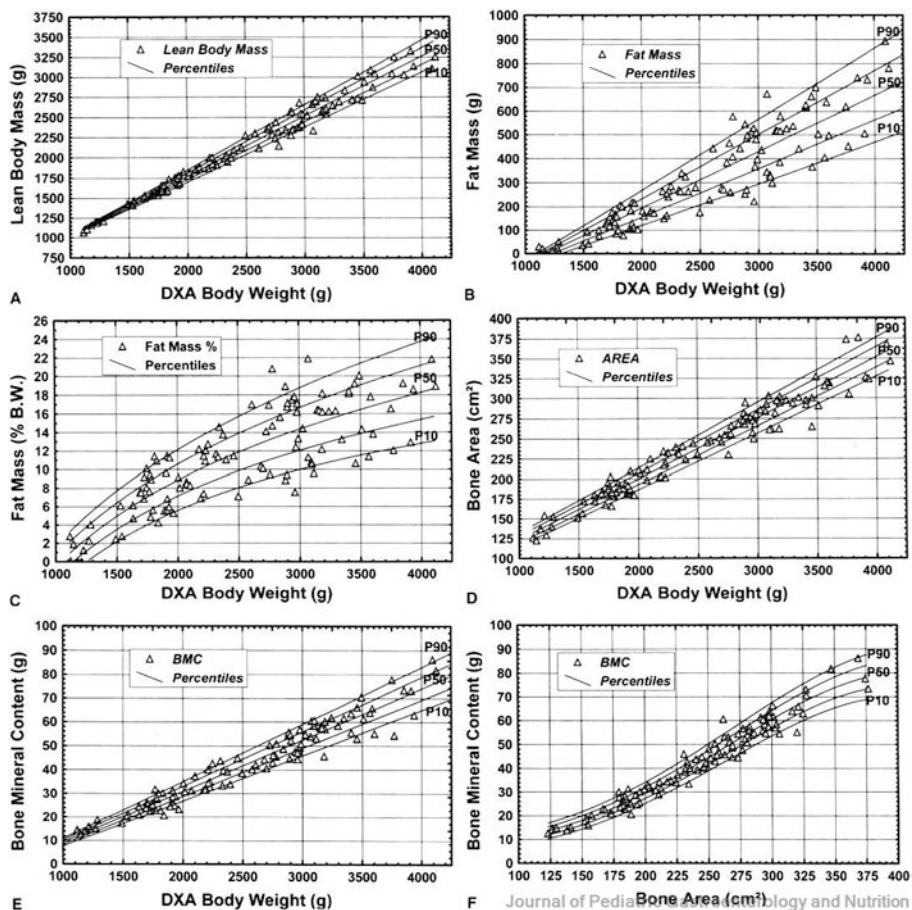 Lean Body Mass (g)
3750
3500
3250
3000
2750
2500
2250
2000
1750
1500
1250
1000
750
Lean Body Mass
Percentiles
P90
P50
P10
1000 1500 2000 2500 3000 3500 4000
DXA Body Weight (g)
A
Fat Mass (g)
1000
900
800
700
600
500
400
300
200
100
0
Fat Mass
Percentiles
P90
P50
P10
1000 1500 2000 2500 3000 3500 4000
DXA Body Weight (g)
B
Fat Mass (% B.W.)
26
24
22
20
18
16
14
12
10
8
6
4
2
0
Fat Mass %
Percentiles
P90
P50
P10
1000 1500 2000 2500 3000 3500 4000
DXA Body Weight (g)
C
Bone Area (cm²)
400
375
350
325
300
275
250
225
200
175
150
125
100
AREA
Percentiles
P90
P50
P10
1000 1500 2000 2500 3000 3500 4000
DXA Body Weight (g)
D
Bone Mineral Content (g)
100
90
80
70
60
50
40
30
20
10
0
BMC
Percentiles
P90
P50
P10
1000 1500 2000 2500 3000 3500 4000
DXA Body Weight (g)
E
Bone Mineral Content (g)
100
90
80
70
60
50
40
30
20
10
0
BMC
Percentiles
P90
P50
P10
100 125 150 175 200 225 250 275 300 325 350 375
Bone Area (cm²)
F
Journal of Pediatric Gastroenterology and Nutrition